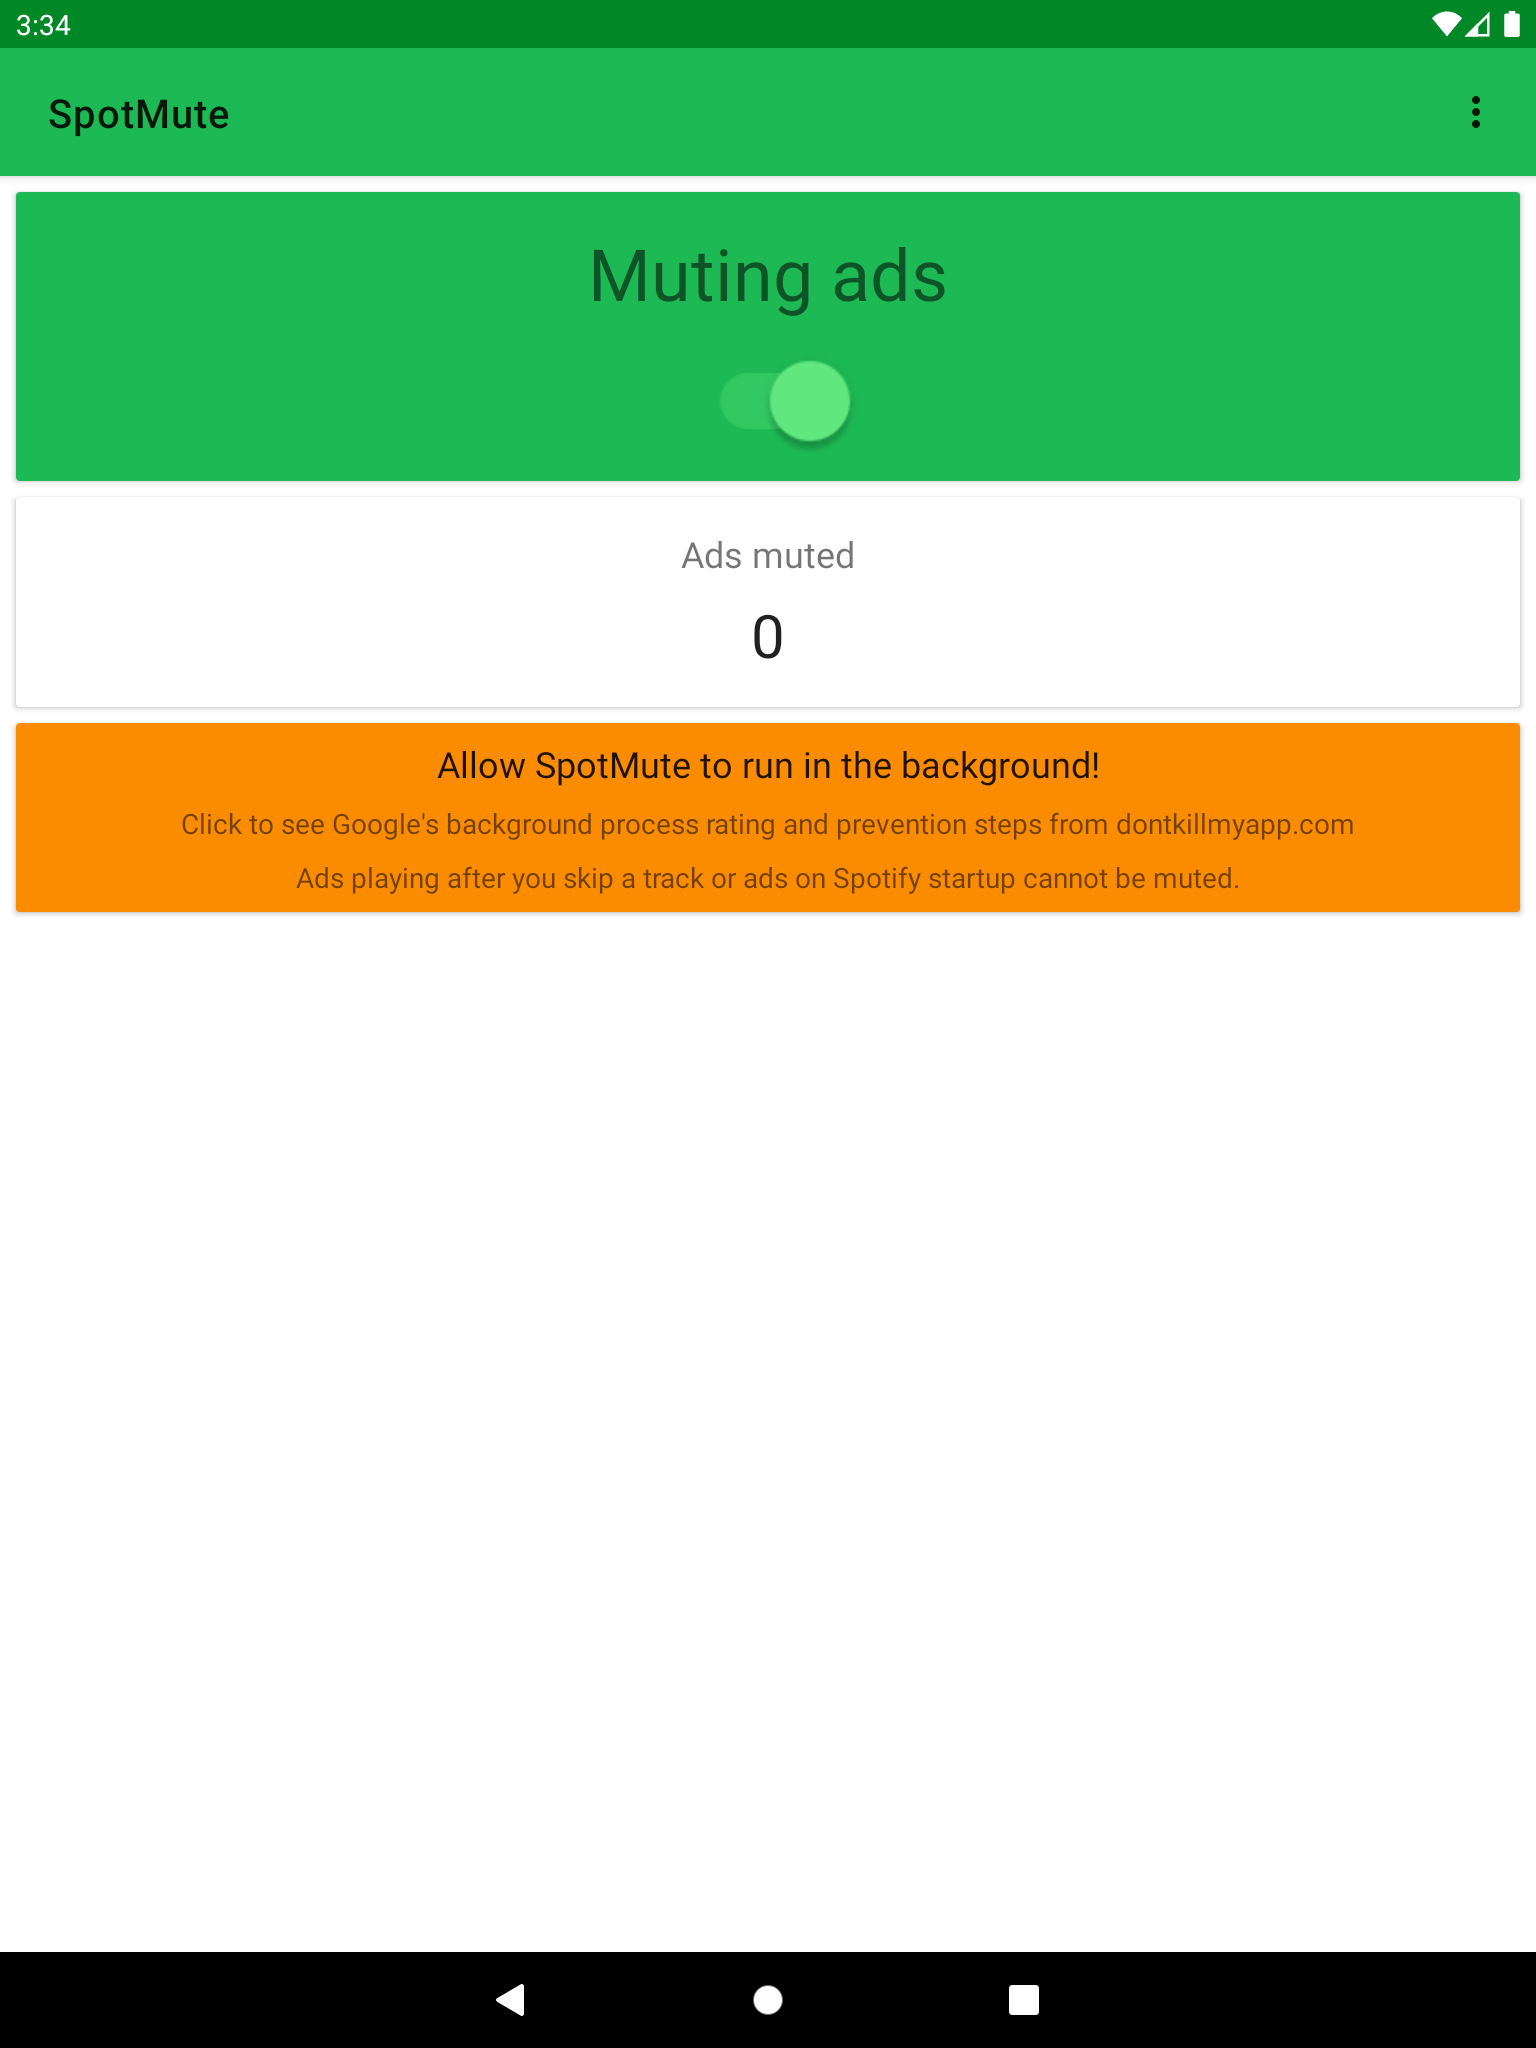 3:34
SpotMute
Muting ads
Ads muted
0
Allow SpotMute to run in the background!
Click to see Google's background process rating and prevention steps from dontkillmyapp.com
Ads playing after you skip a track or ads on Spotify startup cannot be muted.